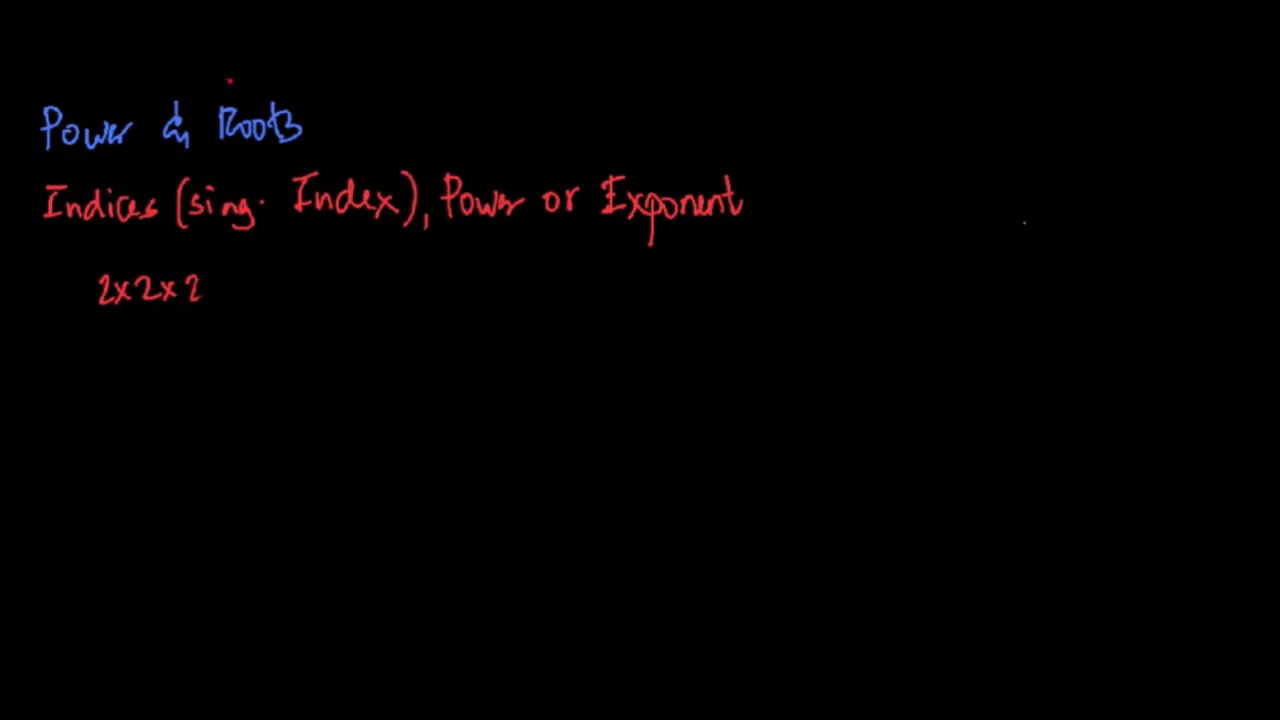 Power & Roots
Indices (sing. Index), Power or Exponent
2x2x2